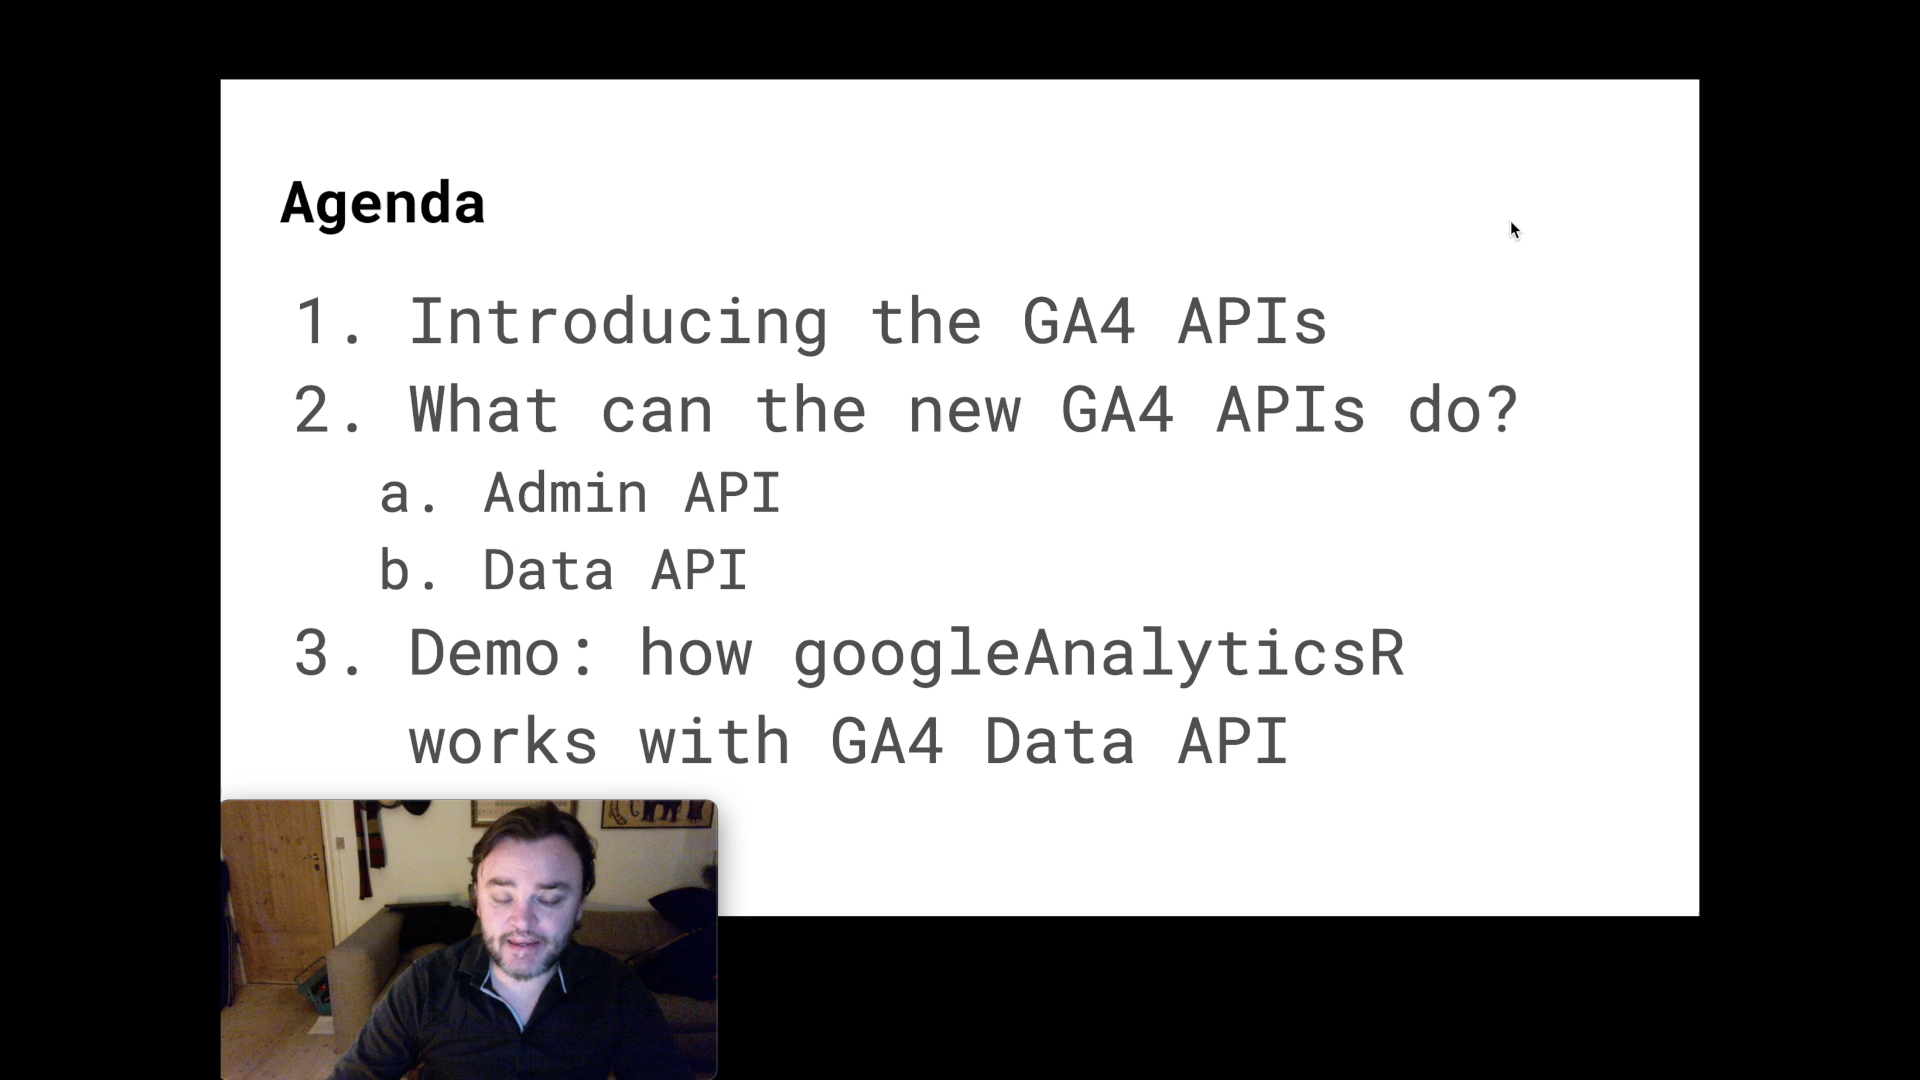 Agenda
1. Introducing the GA4 APIs
2. What can the new GA4 APIs do?
a. Admin API
b. Data API
3. Demo: how googleAnalyticsR
works with GA4 Data API